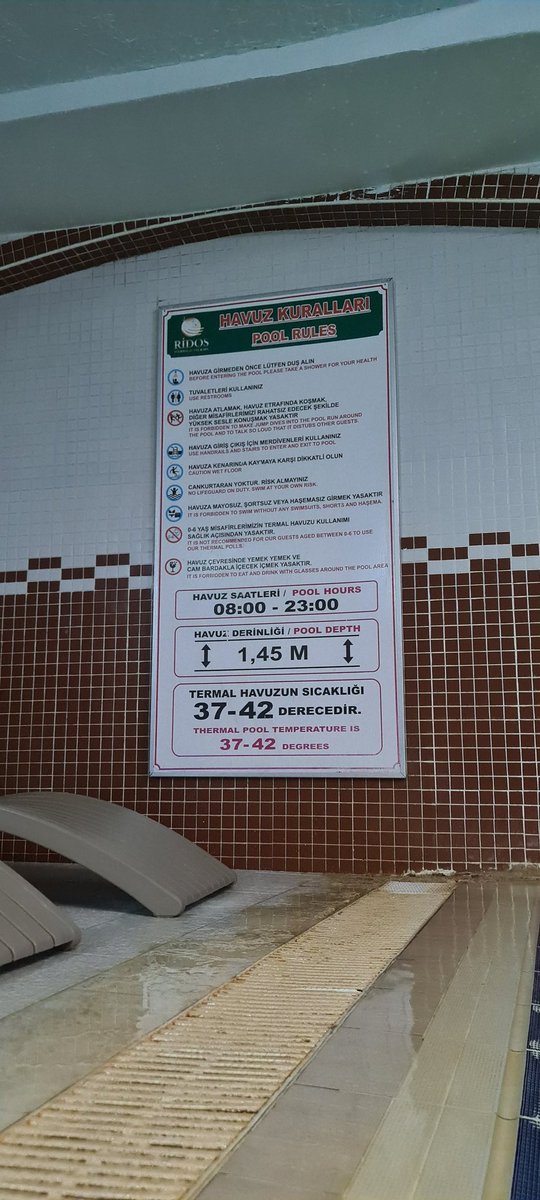 RİDOS
HAVUZ KURALLARI
POOL RULES
HAVUZA GİRMEDEN ÖNCE LÜTFEN DUŞ ALIN
BEFORE ENTERING THE POOL PLEASE TAKE A SHOWER FOR YOUR HEALTH
TUVALETLERİ KULLANINIZ
USE RESTROOMS
HAVUZA ATLAMAK, HAVUZ ETRAFINDA KOŞMAK,
DİĞER MİSAFİRLERİMİZİ RAHATSIZ EDECEK ŞEKİLDE
YÜKSEK SESLE KONUŞMAK YASAKTIR
IT IS FORBIDDEN TO MAKE JUMP DIVES INTO THE POOL RUN AROUND
THE POOL AND TO TALK SO LOUD THAT IT DISTUBS OTHER GUESTS.
HAVUZA GİRİŞ ÇIKIŞ İÇİN MERDİVENLERİ KULLANINIZ
USE HANDRAILS AND STAIRS TO ENTER AND EXIT TO POOL
HAVUZA KENARINDA KAYMAYA KARŞI DİKKATLİ OLUN
CAUTION WET FLOOR
CANKURTARAN YOKTUR. RİSK ALMAYINIZ
NO LIFEGUARD ON DUTY. SWIM AT YOUR OWN RISK.
HAVUZA MAYOSUZ, ŞORTSUZ VEYA HAŞEMASIZ GİRMEK YASAKTIR
IT IS FORBIDDEN TO SWIM WITHOUT ANY SWIMSUITS, SHORTS AND HAŞEMA.
0-6 YAŞ MİSAFİRLERİMİZİN TERMAL HAVUZU KULLANIMI
SAĞLIK AÇISINDAN YASAKTIR.
IT IS NOT RECOMMENDED FOR OUR GUESTS AGED BETWEEN 0-6 TO USE
OUR THERMAL POLLS.
HAVUZ ÇEVRESİNDE YEMEK YEMEK VE
CAM BARDAKLA İÇECEK İÇMEK YASAKTIR.
IT IS FORBIDDEN TO EAT AND DRINK WITH GLASSES AROUND THE POOL AREA
HAVUZ SAATLERİ / POOL HOURS
08:00 - 23:00
HAVUZ DERİNLİĞİ / POOL DEPTH
1,45 M
TERMAL HAVUZUN SICAKLIĞI
37-42 DERECEDİR.
THERMAL POOL TEMPERATURE IS
37-42 DEGREES